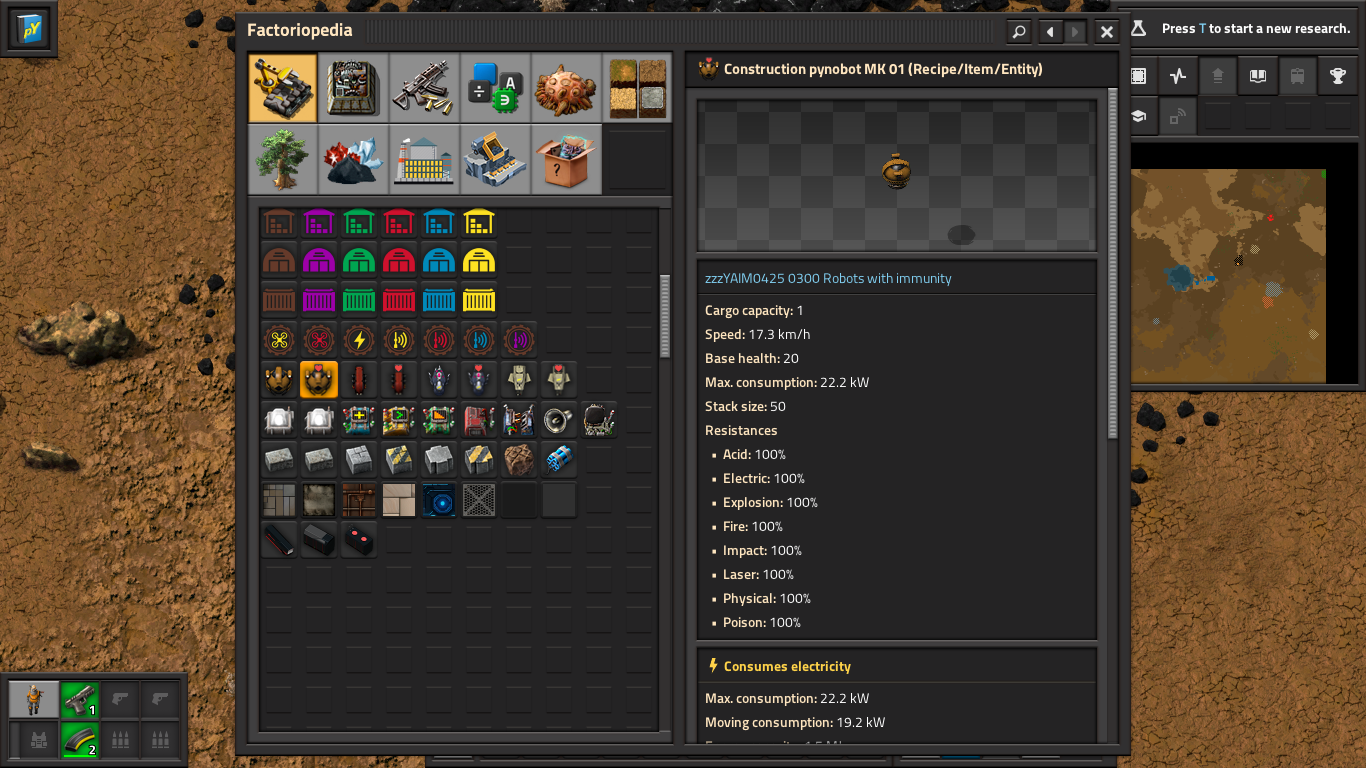 pY
Factoriopedia
Press T to start a new research.
A
?
Construction pynobot MK 01 (Recipe/Item/Entity)
zzzYAIM0425 0300 Robots with immunity
Cargo capacity: 1
Speed: 17.3 km/h
Base health: 20
Max. consumption: 22.2 kW
Stack size: 50
Resistances
Acid: 100%
Electric: 100%
Explosion: 100%
Fire: 100%
Impact: 100%
Laser: 100%
Physical: 100%
Poison: 100%
Consumes electricity
Max. consumption: 22.2 kW
Moving consumption: 19.2 kW
1
2